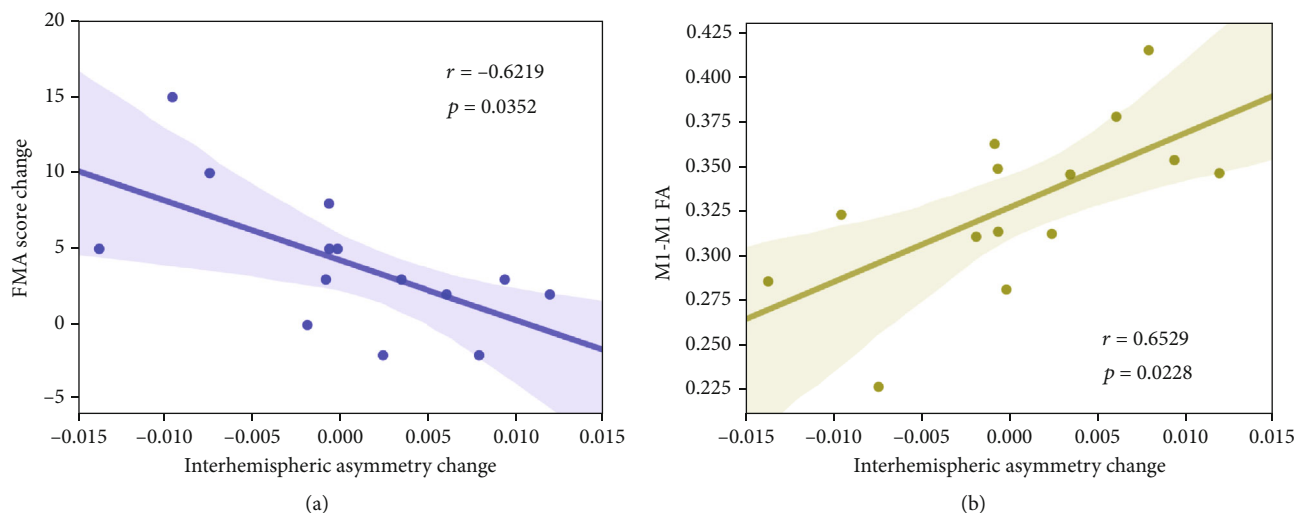 20
15
10
5
0
−5
FMA score change
r = −0.6219
p = 0.0352
−0.015 −0.010 −0.005 0.000 0.005 0.010 0.015
Interhemispheric asymmetry change
(a)
0.425
0.400
0.375
0.350
0.325
0.300
0.275
0.250
0.225
M1-M1 FA
r = 0.6529
p = 0.0228
−0.015 −0.010 −0.005 0.000 0.005 0.010 0.015
Interhemispheric asymmetry change
(b)